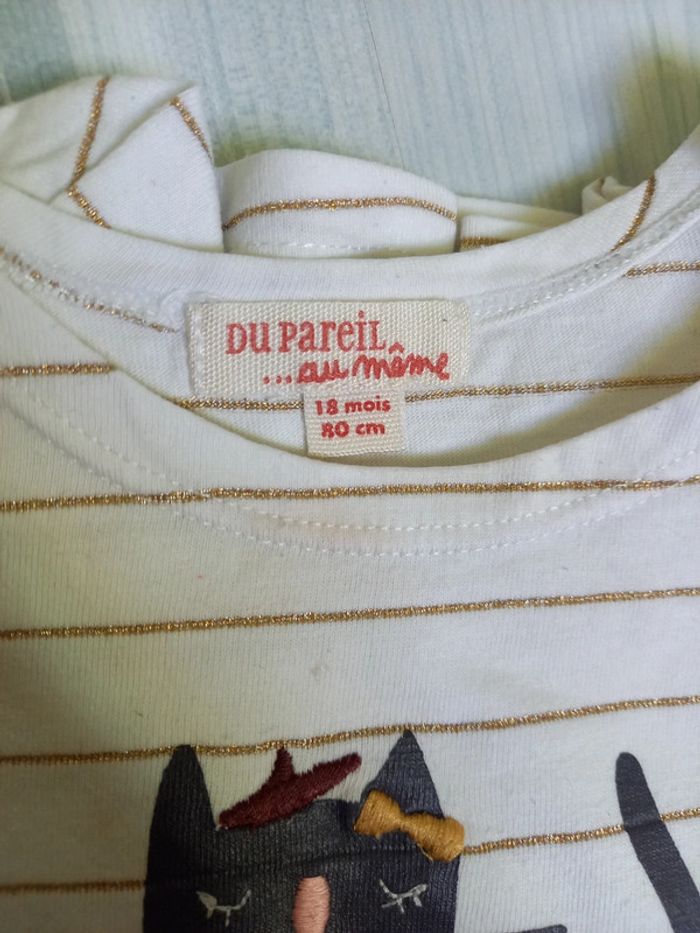 DU PAREIL
...au même
18 mois
80 cm